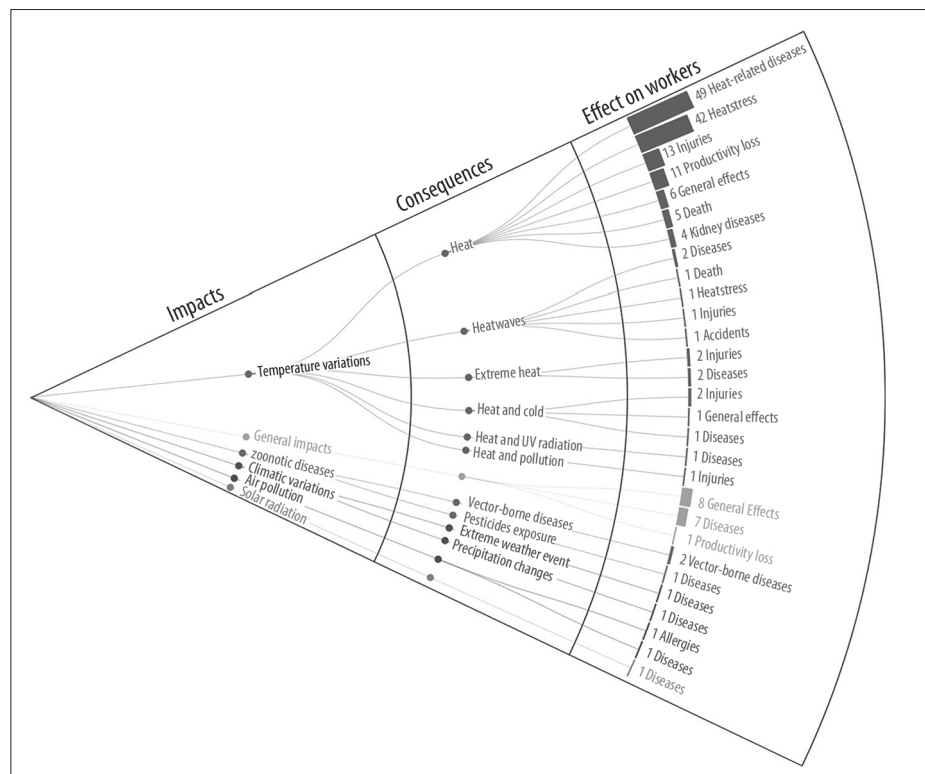 Impacts
Consequences
Effect on workers
Temperature variations
General impacts
zoonotic diseases
Climatic variations
Air pollution
Solar radiation
Heat
Heatwaves
Extreme heat
Heat and cold
Heat and UV radiation
Heat and pollution
Vector-borne diseases
Pesticides exposure
Extreme weather event
Precipitation changes
49 Heat-related diseases
42 Heatstress
13 Injuries
11 Productivity loss
6 General effects
5 Death
4 Kidney diseases
2 Diseases
1 Death
1 Heatstress
1 Injuries
1 Accidents
2 Injuries
2 Diseases
2 Injuries
1 General effects
1 Diseases
1 Diseases
1 Injuries
8 General Effects
7 Diseases
1 Productivity loss
2 Vector-borne diseases
1 Diseases
1 Diseases
1 Diseases
1 Allergies
1 Diseases
1 Diseases